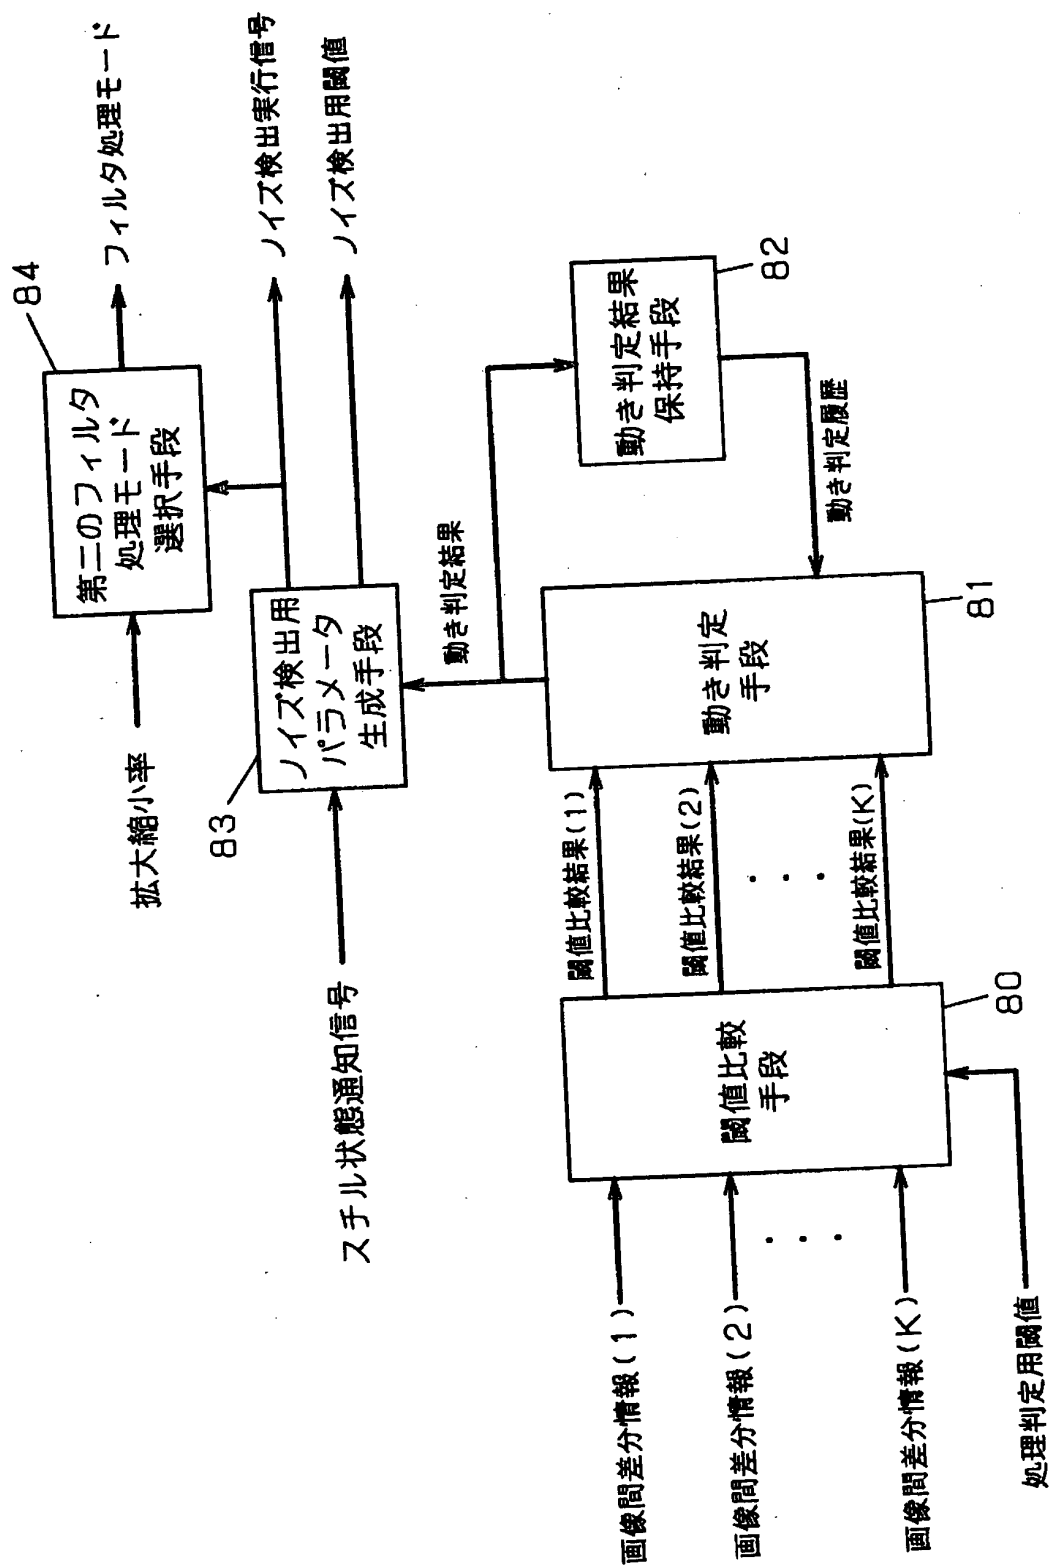 拡大縮小率
第二のフィルタ
処理モード
選択手段
84
フィルタ処理モード
スチル状態通知信号
83
ノイズ検出用
パラメータ
生成手段
ノイズ検出実行信号
ノイズ検出用閾値
動き判定結果
画像間差分情報(1)
画像間差分情報(2)
・・・
画像間差分情報(K)
処理判定用閾値
閾値比較
手段
80
閾値比較結果(1)
閾値比較結果(2)
・・・
閾値比較結果(K)
動き判定
手段
81
動き判定結果
保持手段
82
動き判定履歴